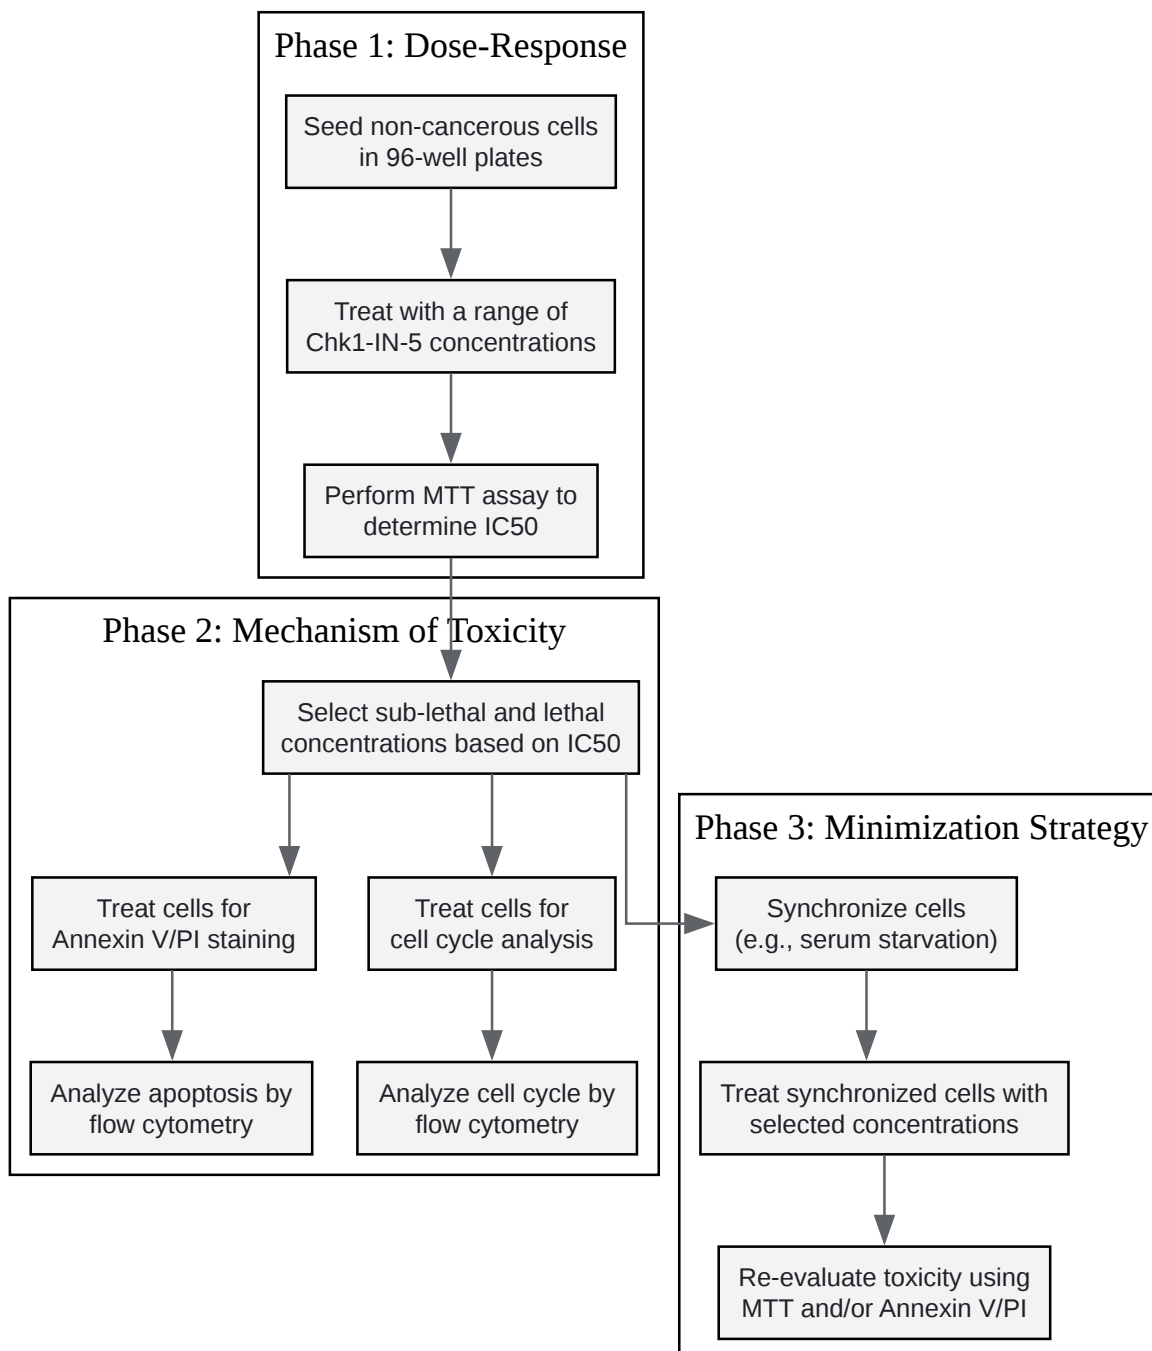 Phase 1: Dose-Response
Seed non-cancerous cells
in 96-well plates
Treat with a range of
Chk1-IN-5 concentrations
Perform MTT assay to
determine IC50
Phase 2: Mechanism of Toxicity
Select sub-lethal and lethal
concentrations based on IC50
Treat cells for
Annexin V/PI staining
Treat cells for
cell cycle analysis
Analyze apoptosis by
flow cytometry
Analyze cell cycle by
flow cytometry
Phase 3: Minimization Strategy
Synchronize cells
(e.g., serum starvation)
Treat synchronized cells with
selected concentrations
Re-evaluate toxicity using
MTT and/or Annexin V/PI